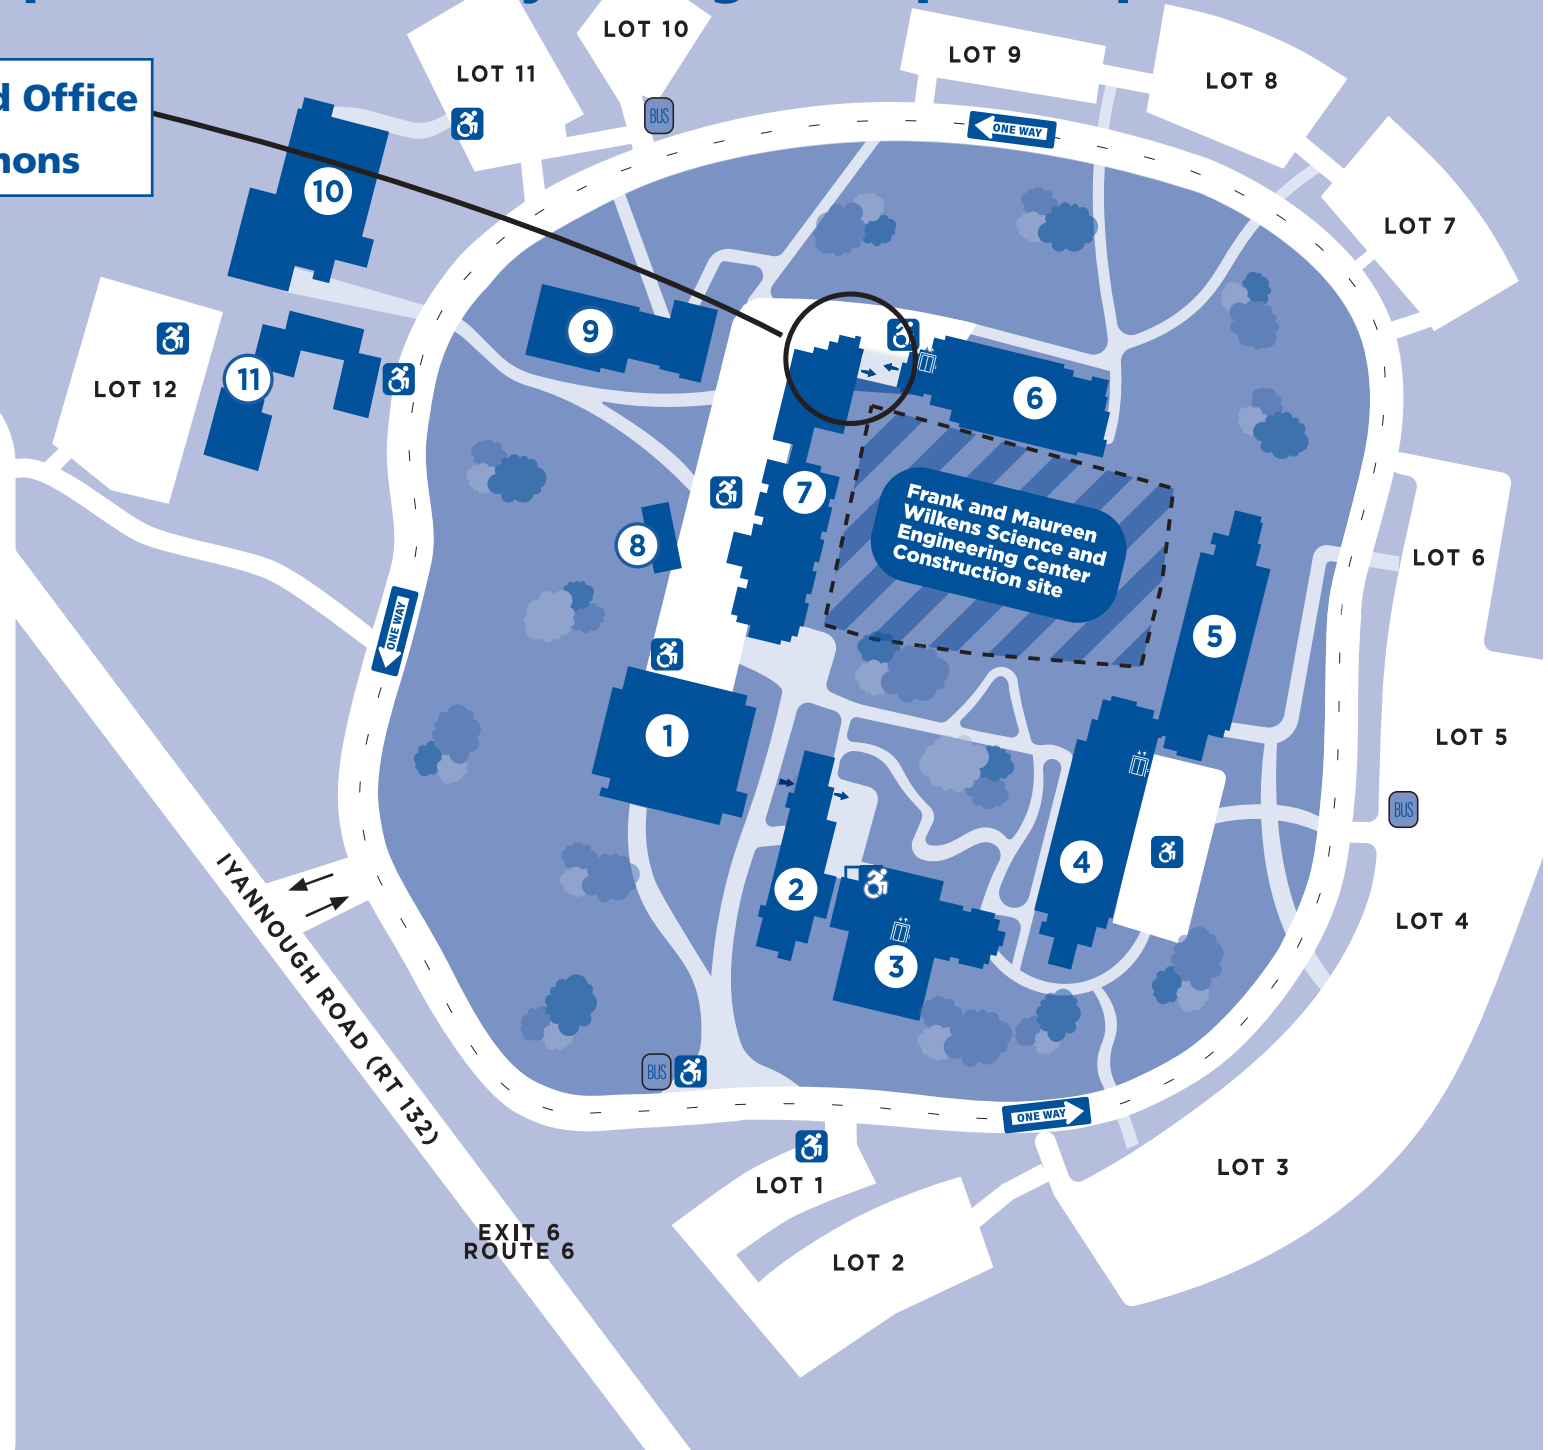 d Office
mons
LOT 11
LOT 10
LOT 9
LOT 8
LOT 7
BUS
ONE WAY
10
9
11
LOT 12
6
7
8
Frank and Maureen
Wilkens Science and
Engineering Center
Construction site
LOT 6
5
ONE WAY
1
LOT 5
BUS
4
2
3
LOT 4
IYANNOUGH ROAD (RT 132)
BUS
ONE WAY
LOT 3
LOT 1
LOT 2
EXIT 6
ROUTE 6